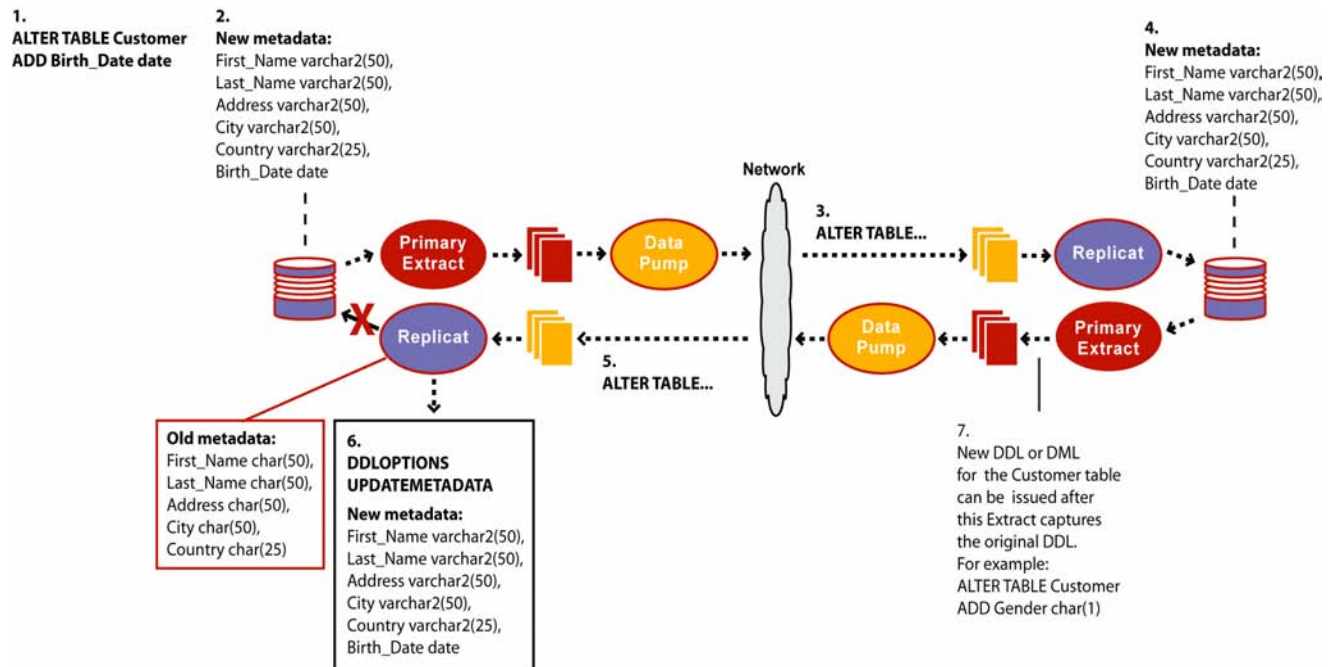 1.
ALTER TABLE Customer
ADD Birth_Date date
2.
New metadata:
First_Name varchar2(50),
Last_Name varchar2(50),
Address varchar2(50),
City varchar2(50),
Country varchar2(25),
Birth_Date date
4.
New metadata:
First_Name varchar2(50),
Last_Name varchar2(50),
Address varchar2(50),
City varchar2(50),
Country varchar2(25),
Birth_Date date
Network
Primary
Extract
Data
Pump
3.
ALTER TABLE...
Replicat
X
Replicat
5.
ALTER TABLE...
Data
Pump
Primary
Extract
Old metadata:
First_Name char(50),
Last_Name char(50),
Address char(50),
City char(50),
Country char(25)
6.
DDLOPTIONS
UPDATEMETADATA
New metadata:
First_Name varchar2(50),
Last_Name varchar2(50),
Address varchar2(50),
City varchar2(50),
Country varchar2(25),
Birth_Date date
7.
New DDL or DML
for the Customer table
can be issued after
this Extract captures
the original DDL.
For example:
ALTER TABLE Customer
ADD Gender char(1)